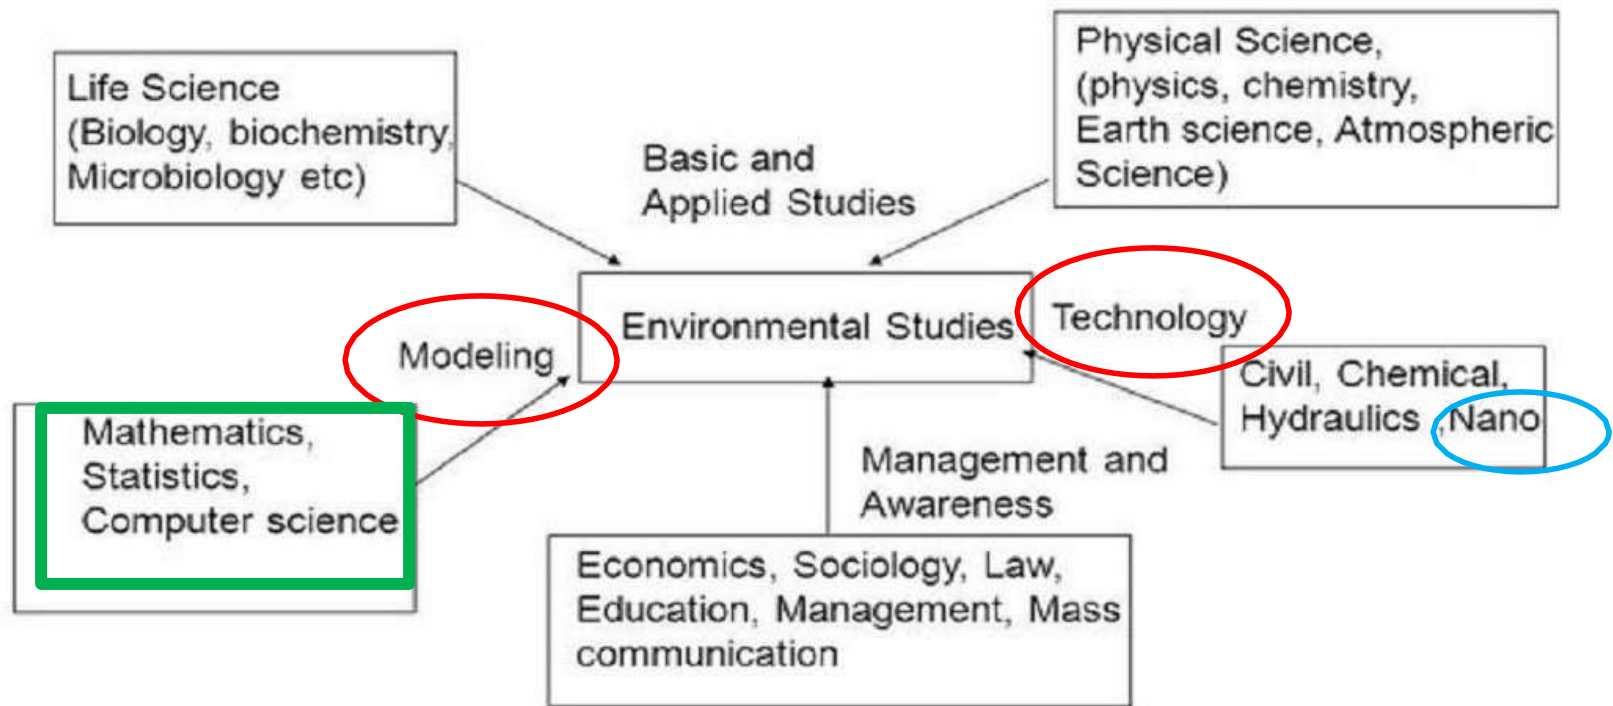 Life Science
(Biology, biochemistry,
Microbiology etc)
Basic and
Applied Studies
Physical Science,
(physics, chemistry,
Earth science, Atmospheric
Science)
Environmental Studies
Technology
Modeling
Civil, Chemical,
Hydraulics ,Nano
Mathematics,
Statistics,
Computer science
Management and
Awareness
Economics, Sociology, Law,
Education, Management, Mass
communication